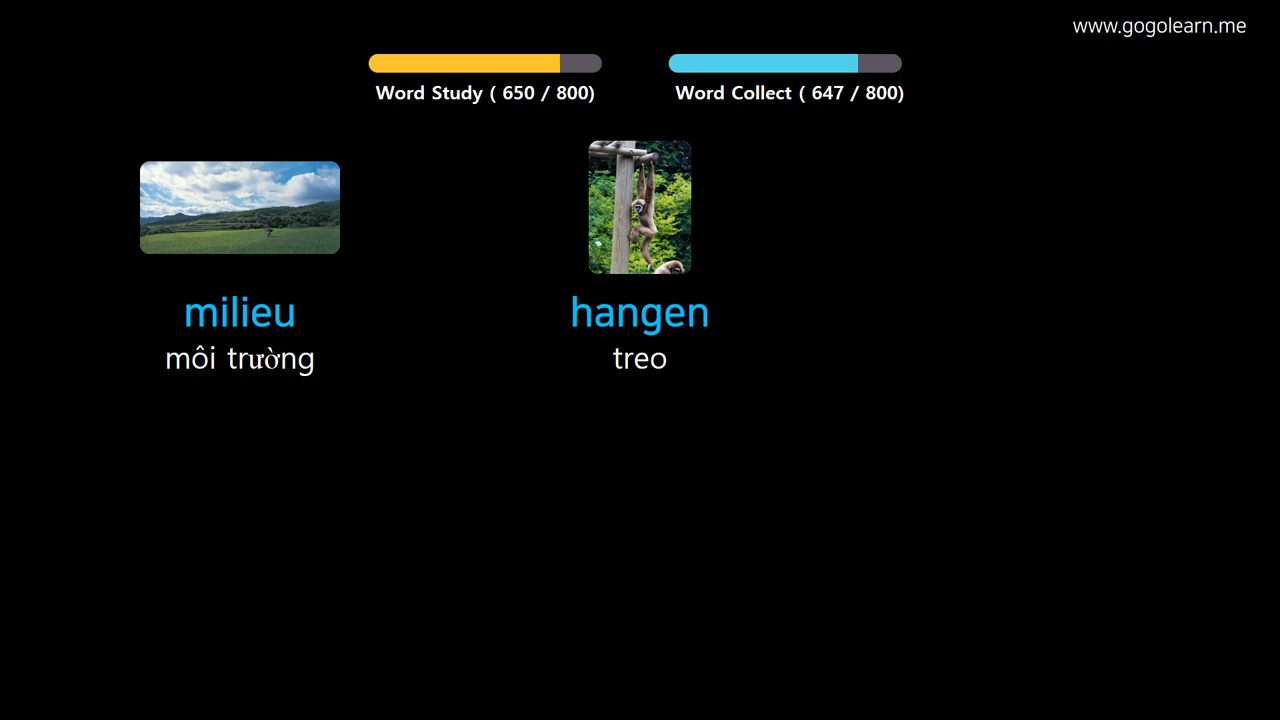 www.gogolearn.me
Word Study ( 650 / 800)
Word Collect ( 647 / 800)
milieu
môi trường
hangen
treo